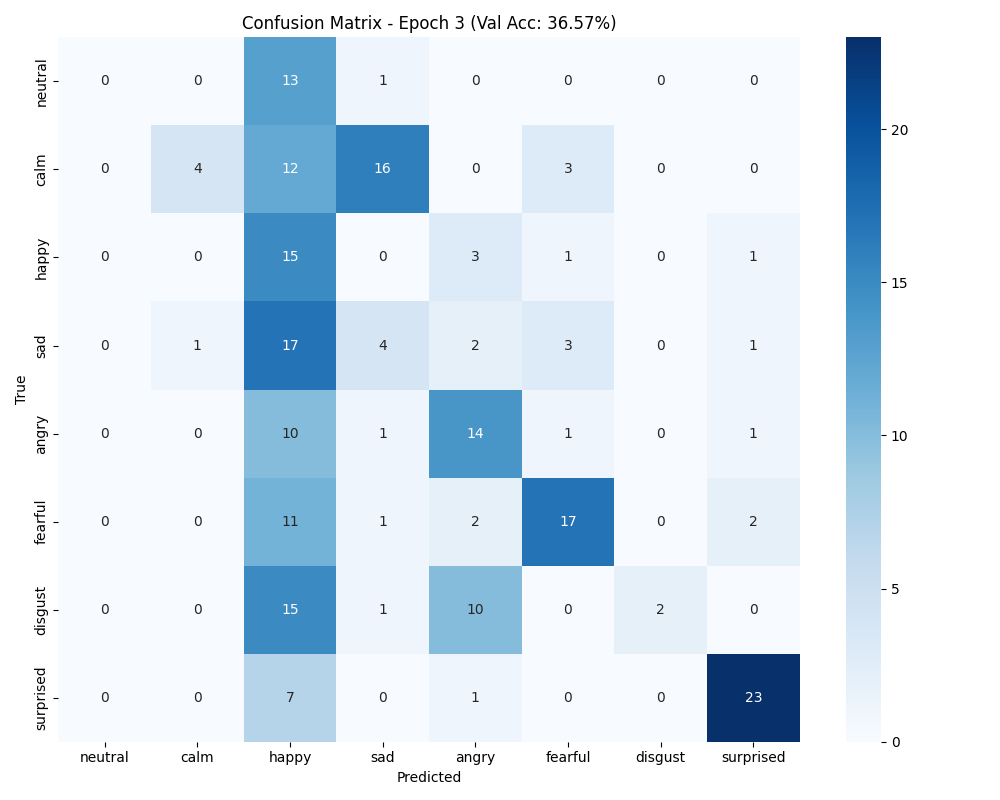 Confusion Matrix - Epoch 3 (Val Acc: 36.57%)
neutral 0 0 13 1 0 0 0 0
calm 0 4 12 16 0 3 0 0
happy 0 0 15 0 3 1 0 1
sad 0 1 17 4 2 3 0 1
angry 0 0 10 1 14 1 0 1
fearful 0 0 11 1 2 17 0 2
disgust 0 0 15 1 10 0 2 0
surprised 0 0 7 0 1 0 0 23
neutral calm happy sad angry fearful disgust surprised
Predicted
True
20
15
10
5
0